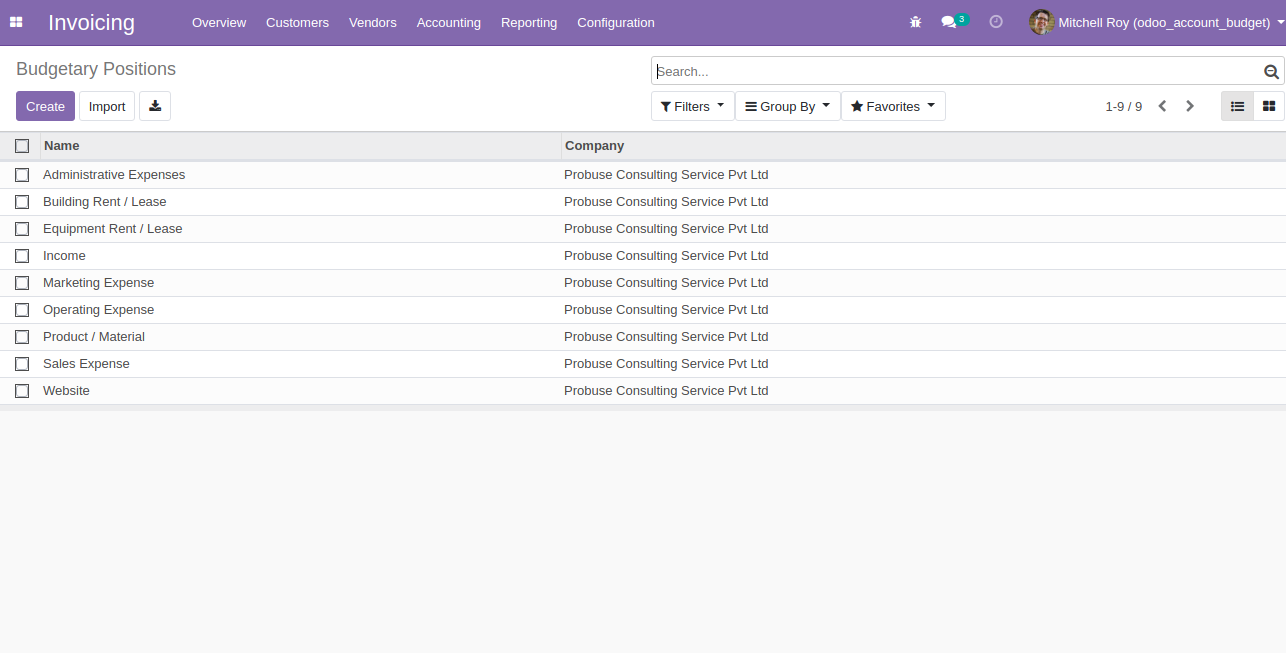 Invoicing Overview Customers Vendors Accounting Reporting Configuration 3 Mitchell Roy (odoo_account_budget)
Budgetary Positions
Search...
Create Import Filters Group By Favorites 1-9 / 9
Name Company
Administrative Expenses Probuse Consulting Service Pvt Ltd
Building Rent / Lease Probuse Consulting Service Pvt Ltd
Equipment Rent / Lease Probuse Consulting Service Pvt Ltd
Income Probuse Consulting Service Pvt Ltd
Marketing Expense Probuse Consulting Service Pvt Ltd
Operating Expense Probuse Consulting Service Pvt Ltd
Product / Material Probuse Consulting Service Pvt Ltd
Sales Expense Probuse Consulting Service Pvt Ltd
Website Probuse Consulting Service Pvt Ltd